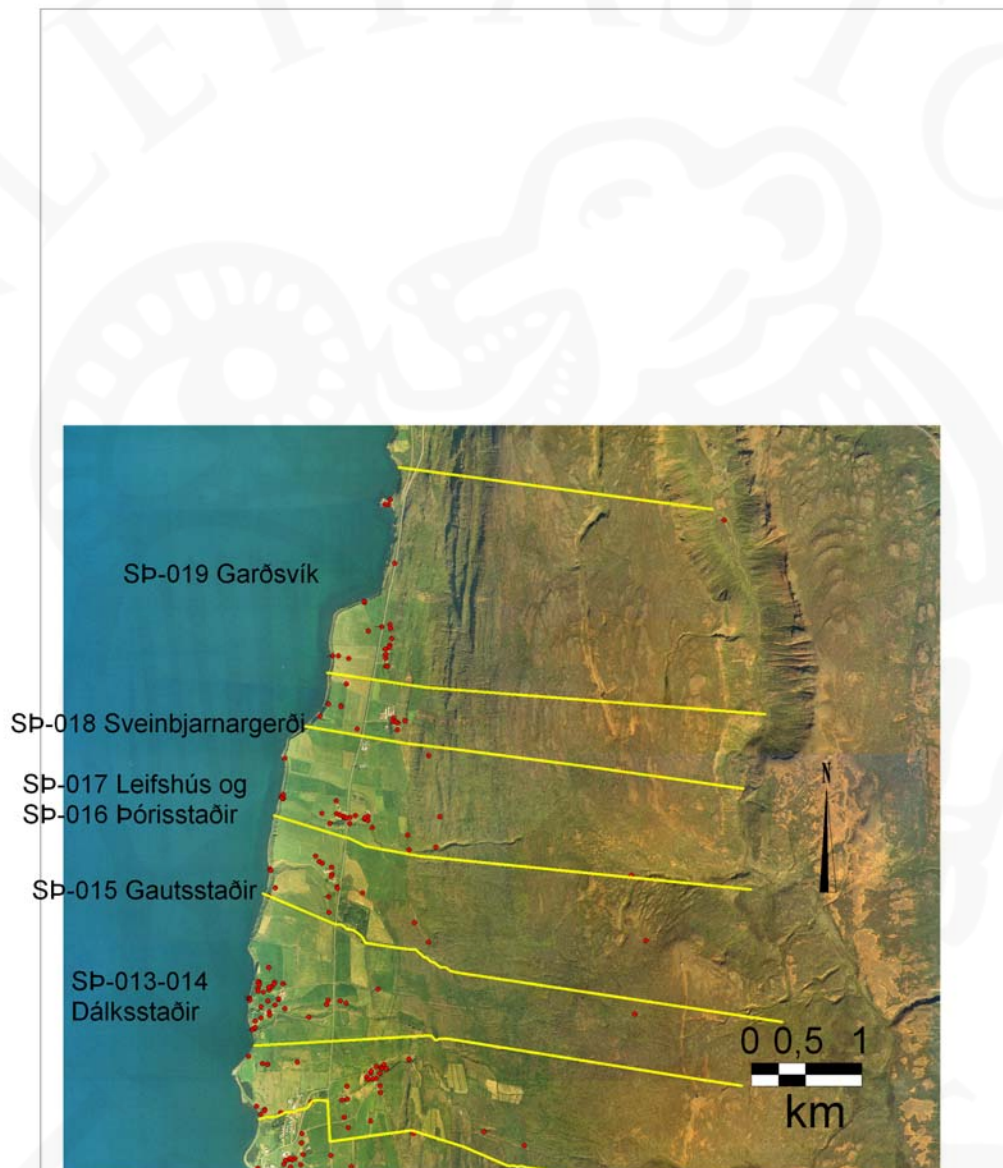 SÞ-019 Garðsvík
SÞ-018 Sveinbjarnargerði
SÞ-017 Leifshús og
SÞ-016 Þórisstaðir
N
SÞ-015 Gautsstaðir
SÞ-013-014
Dálksstaðir
0 0,5 1
km